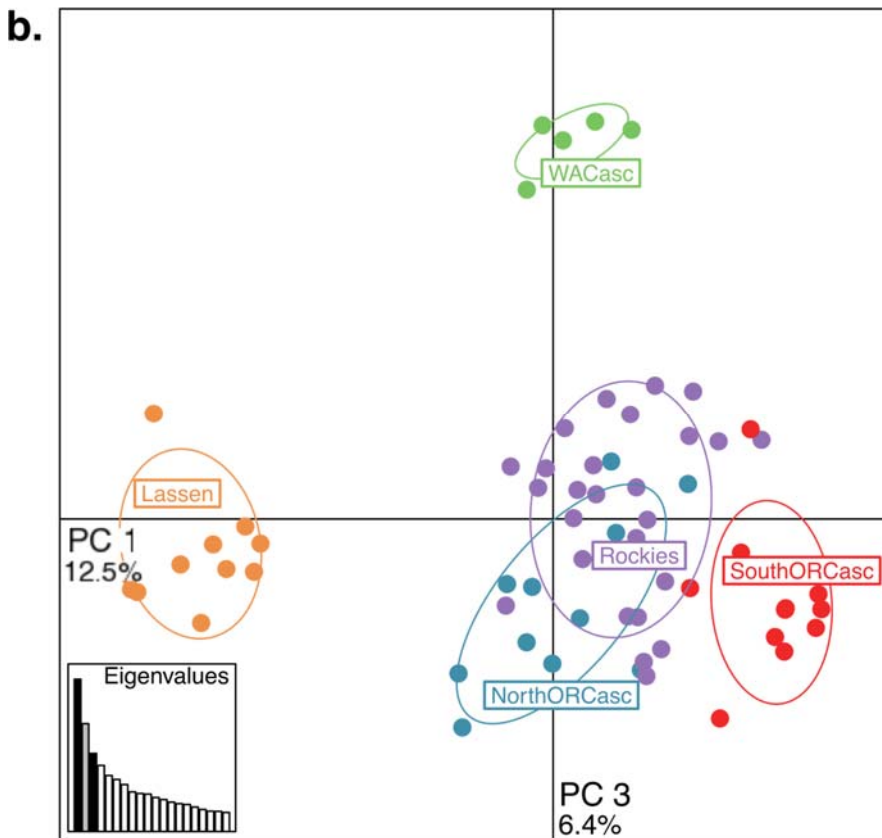 b.
WACasc
Lassen
PC 1
12.5%
Rockies
SouthORCasc
Eigenvalues
NorthORCasc
PC 3
6.4%